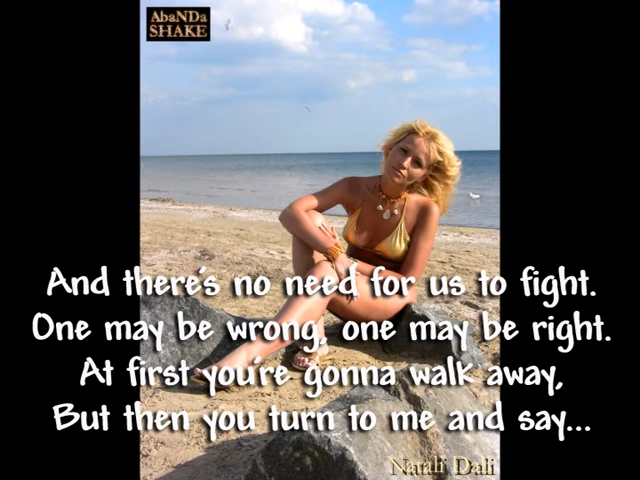 AbaNDa
SHAKE
And there's no need for us to fight.
One may be wrong, one may be right.
At first you're gonna walk away,
But then you turn to me and say...
Natali Dali